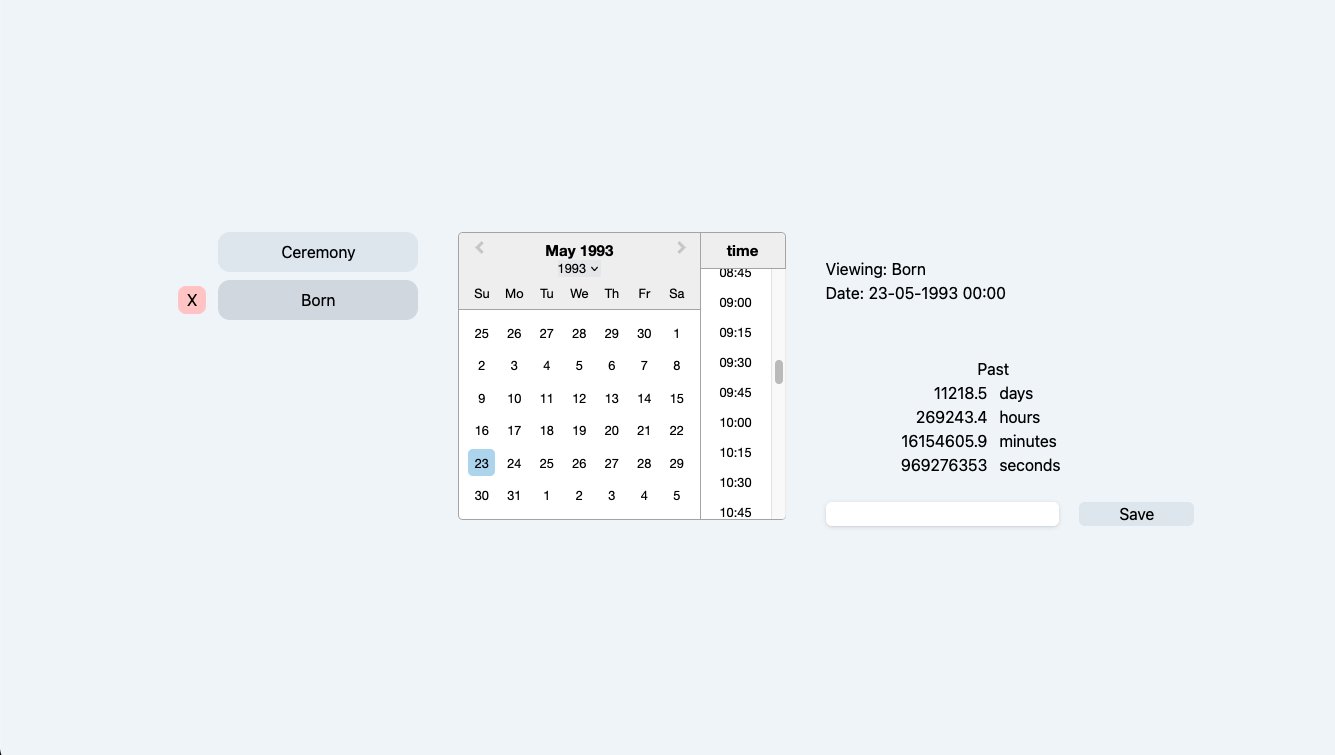 Ceremony
X Born
May 1993
1993
Su Mo Tu We Th Fr Sa
25 26 27 28 29 30 1
2 3 4 5 6 7 8
9 10 11 12 13 14 15
16 17 18 19 20 21 22
23 24 25 26 27 28 29
30 31 1 2 3 4 5
time
08:45
09:00
09:15
09:30
09:45
10:00
10:15
10:30
10:45
Viewing: Born
Date: 23-05-1993 00:00
Past
11218.5 days
269243.4 hours
16154605.9 minutes
969276353 seconds
Save